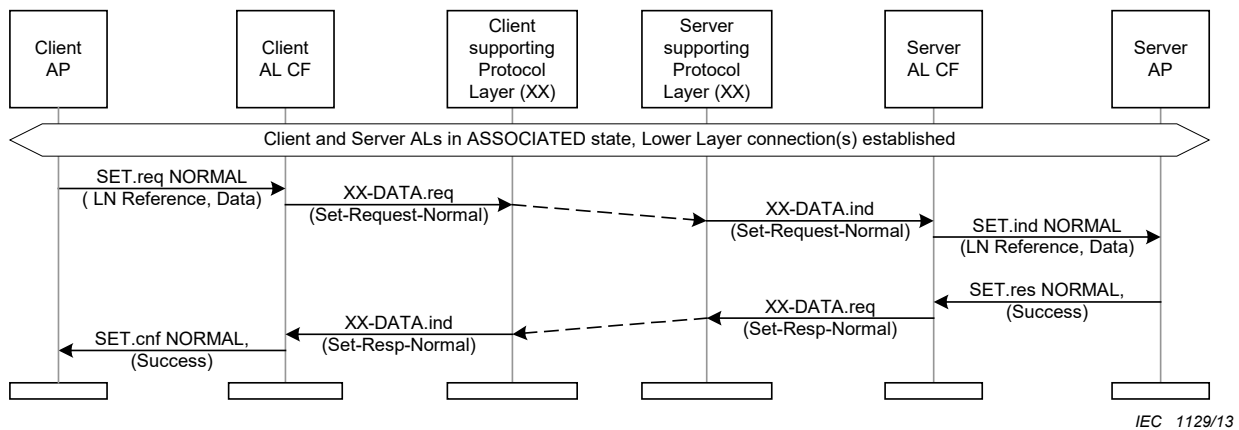 Client
AP
Client
AL CF
Client
supporting
Protocol
Layer (XX)
Server
supporting
Protocol
Layer (XX)
Server
AL CF
Server
AP
Client and Server ALs in ASSOCIATED state, Lower Layer connection(s) established
SET.req NORMAL
( LN Reference, Data)
XX-DATA.req
(Set-Request-Normal)
XX-DATA.ind
(Set-Request-Normal)
SET.ind NORMAL
(LN Reference, Data)
SET.res NORMAL,
(Success)
XX-DATA.req
(Set-Resp-Normal)
XX-DATA.ind
(Set-Resp-Normal)
SET.cnf NORMAL,
(Success)
IEC 1129/13